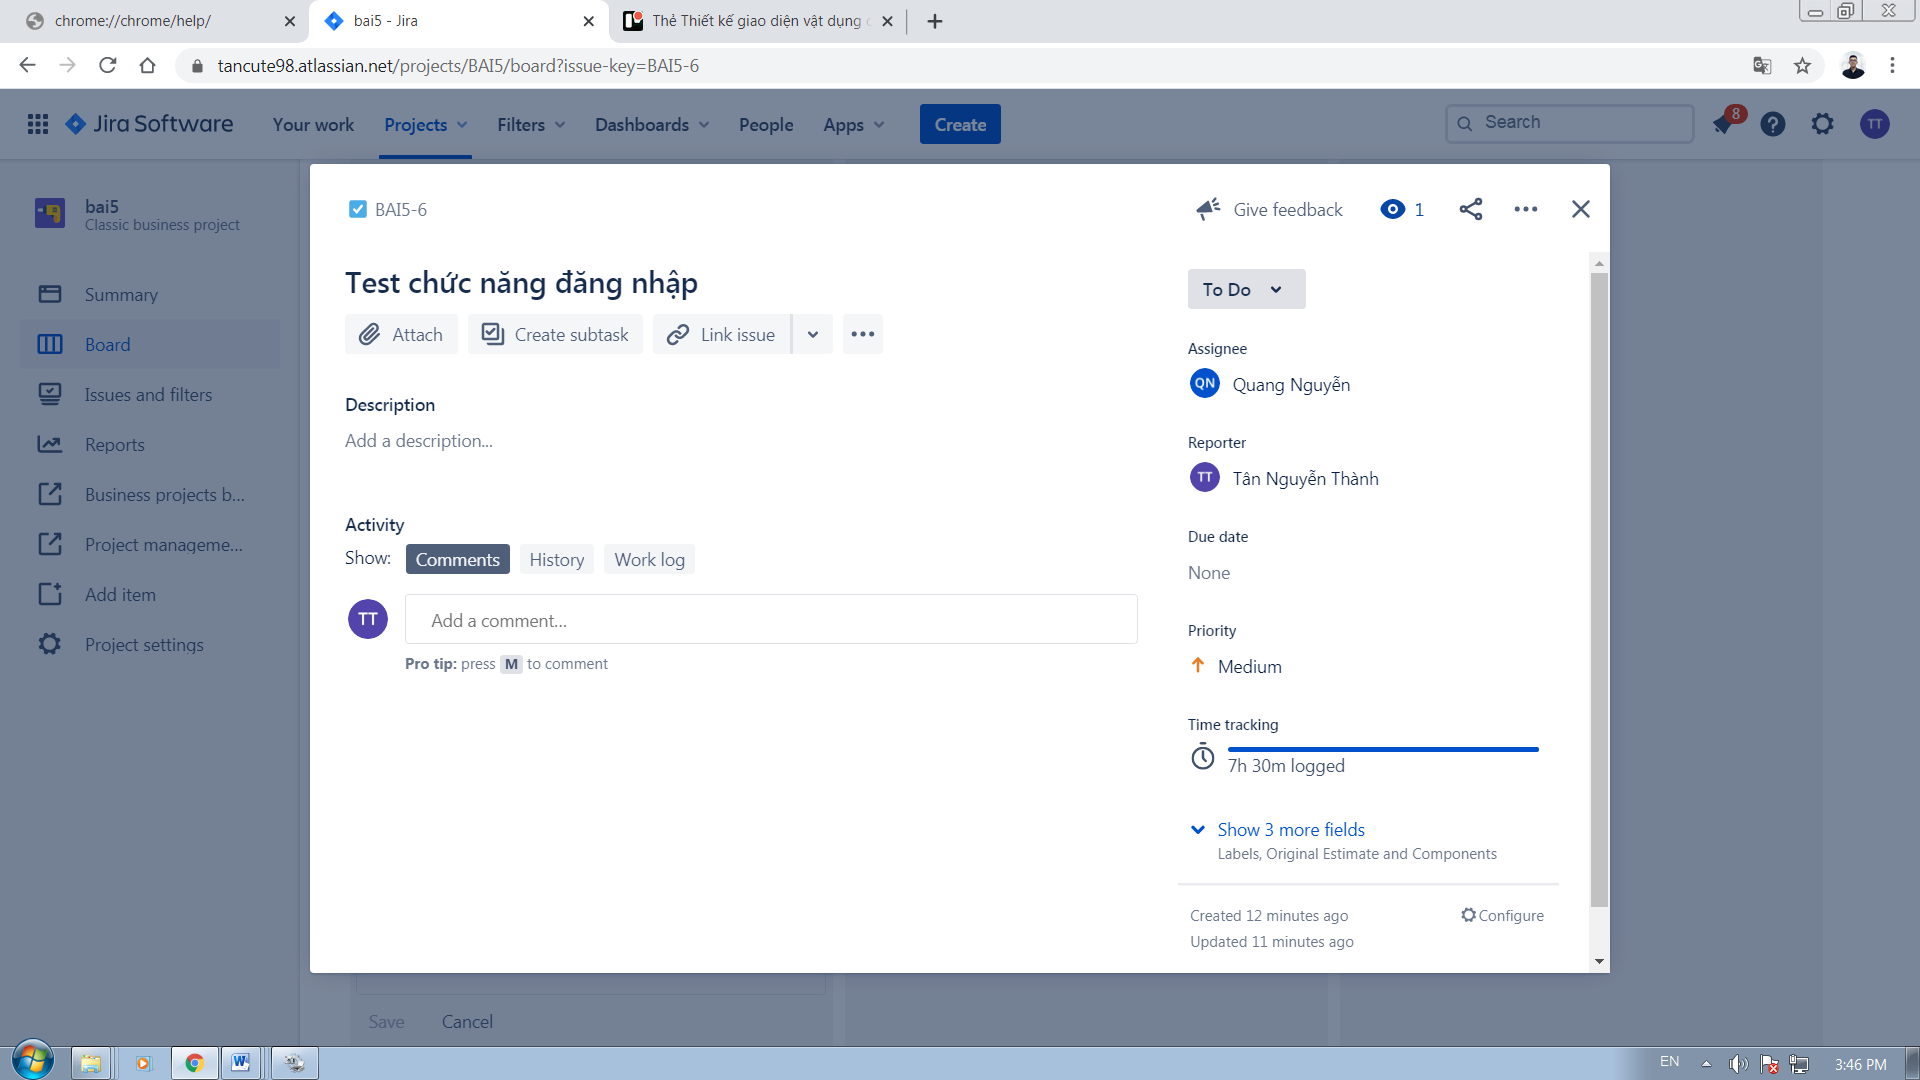 chrome://chrome/help/
bai5 - Jira
Thẻ Thiết kế giao diện vật dụng
tancute98.atlassian.net/projects/BAI5/board?issue-key=BAI5-6
Jira Software
Your work
Projects
Filters
Dashboards
People
Apps
Create
Search
8
TT
bai5
Classic business project
Summary
Board
Issues and filters
Reports
Business projects b...
Project manageme...
Add item
Project settings
BAI5-6
Give feedback
1
Test chức năng đăng nhập
Attach
Create subtask
Link issue
Description
Add a description...
Activity
Show:
Comments
History
Work log
TT
Add a comment...
Pro tip: press M to comment
To Do
Assignee
QN
Quang Nguyễn
Reporter
TT
Tân Nguyễn Thành
Due date
None
Priority
Medium
Time tracking
7h 30m logged
Show 3 more fields
Labels, Original Estimate and Components
Created 12 minutes ago
Configure
Updated 11 minutes ago
Save
Cancel
EN
3:46 PM